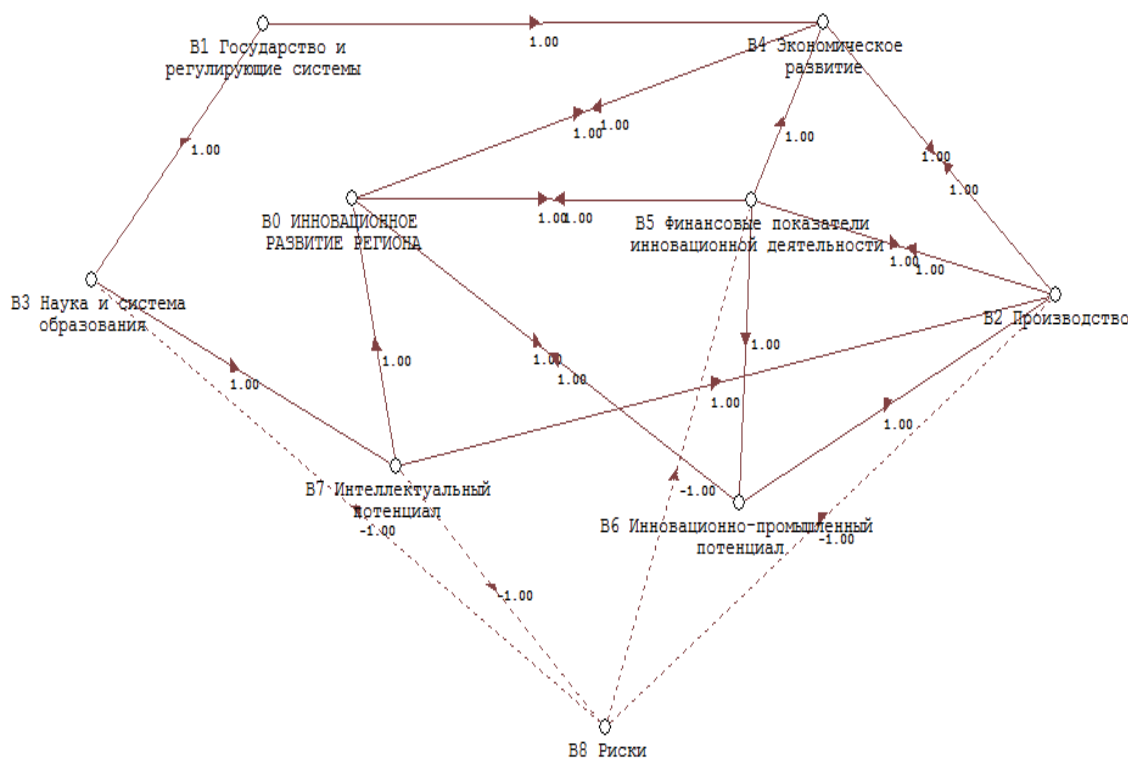 В1 Государство и
регулирующие системы
1.00
В4 Экономическое
развитие
1.00
1.00
1.00
1.00
1.00
1.00
1.00
В0 ИННОВАЦИОННОЕ
РАЗВИТИЕ РЕГИОНА
1.00
1.00
В5 Финансовые показатели
инновационной деятельности
1.00
1.00
В3 Наука и система
образования
В2 Производство
1.00
1.00
1.00
1.00
1.00
1.00
1.00
В7 Интеллектуальный
потенциал
-1.00
-1.00
В6 Инновационно-промышленный
потенциал
-1.00
-1.00
В8 Риски